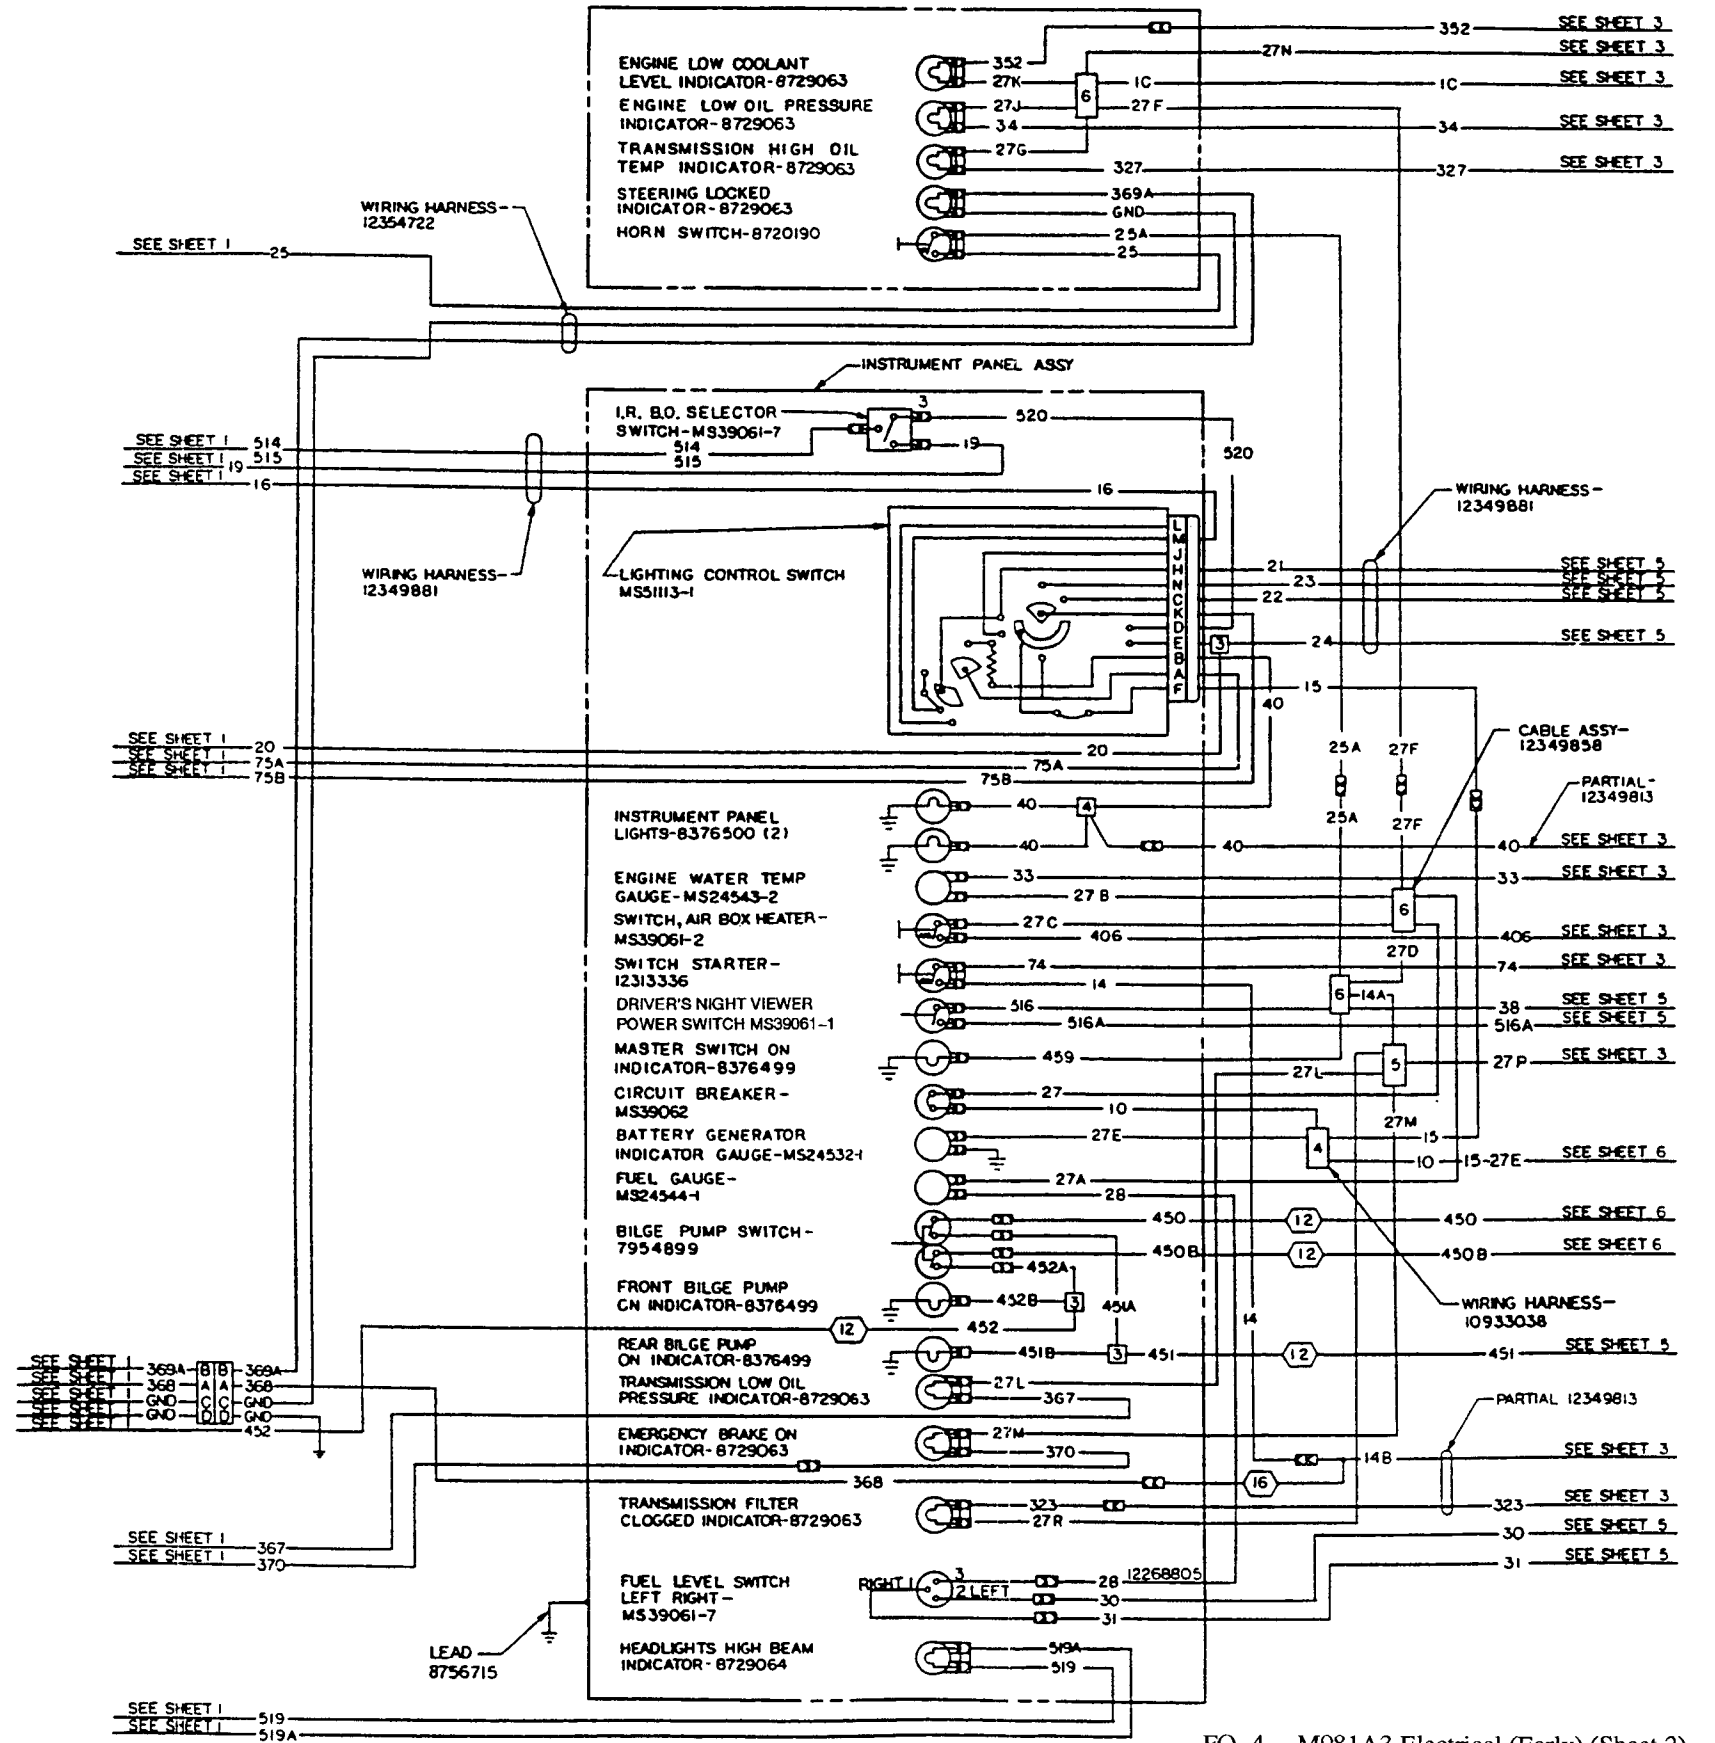 352
SEE SHEET 3
27N
SEE SHEET 3
ENGINE LOW COOLANT
LEVEL INDICATOR-8729063
352
27K
6
1C
1C
SEE SHEET 3
ENGINE LOW OIL PRESSURE
INDICATOR-8729063
27J
27F
34
34
SEE SHEET 3
TRANSMISSION HIGH OIL
TEMP INDICATOR-8729063
27G
327
327
SEE SHEET 3
STEERING LOCKED
INDICATOR-8729063
369A
GND
HORN SWITCH-8720190
25A
25
WIRING HARNESS-
12354722
SEE SHEET 1
25
INSTRUMENT PANEL ASSY
I.R. B.O. SELECTOR
SWITCH-MS39061-7
3
520
19
520
SEE SHEET 1
514
514
SEE SHEET 1
515
515
SEE SHEET 1
19
16
16
WIRING HARNESS-
12349881
LIGHTING CONTROL SWITCH
MS51113-1
L
M
J
H
N
C
K
D
E
B
A
F
WIRING HARNESS-
12349881
21
SEE SHEET 5
23
SEE SHEET 5
22
SEE SHEET 5
3
24
SEE SHEET 5
15
40
SEE SHEET 1
20
20
SEE SHEET 1
75A
75A
SEE SHEET 1
75B
75B
25A
27F
CABLE ASSY-
12349858
PARTIAL-
12349813
25A
27F
INSTRUMENT PANEL
LIGHTS-8376500 (2)
40
4
40
40
40
SEE SHEET 3
ENGINE WATER TEMP
GAUGE-MS24543-2
33
33
SEE SHEET 3
27B
6
SWITCH, AIR BOX HEATER-
MS39061-2
27C
406
406
SEE SHEET 3
27D
SWITCH STARTER-
12313336
74
74
SEE SHEET 3
14
6
14A
DRIVER'S NIGHT VIEWER
POWER SWITCH MS39061-1
516
38
SEE SHEET 5
516A
516A
SEE SHEET 5
MASTER SWITCH ON
INDICATOR-8376499
459
5
27P
SEE SHEET 3
27L
CIRCUIT BREAKER-
MS39062
27
10
27M
BATTERY GENERATOR
INDICATOR GAUGE-MS24532-1
27E
4
15
10
15-27E
SEE SHEET 6
FUEL GAUGE-
MS24544-1
27A
28
BILGE PUMP SWITCH-
7954899
450
12
450
SEE SHEET 6
450B
12
450B
SEE SHEET 6
452A
FRONT BILGE PUMP
ON INDICATOR-8376499
452B
3
451A
14
WIRING HARNESS-
10933038
12
452
REAR BILGE PUMP
ON INDICATOR-8376499
451B
3
451
12
451
SEE SHEET 5
SEE SHEET 1
369A
B B
369A
SEE SHEET 1
368
A A
368
SEE SHEET 1
GND
C C
GND
SEE SHEET 1
GND
D D
GND
SEE SHEET 1
452
TRANSMISSION LOW OIL
PRESSURE INDICATOR-8729063
27L
367
PARTIAL 12349813
EMERGENCY BRAKE ON
INDICATOR-8729063
27M
370
14B
SEE SHEET 3
368
16
TRANSMISSION FILTER
CLOGGED INDICATOR-8729063
323
323
SEE SHEET 3
27R
30
SEE SHEET 5
SEE SHEET 1
367
SEE SHEET 1
370
31
SEE SHEET 5
FUEL LEVEL SWITCH
LEFT RIGHT-
MS39061-7
RIGHT 1
3
2 LEFT
28
12268805
30
31
LEAD
8756715
HEADLIGHTS HIGH BEAM
INDICATOR-8729064
519A
519
SEE SHEET 1
519
SEE SHEET 1
519A